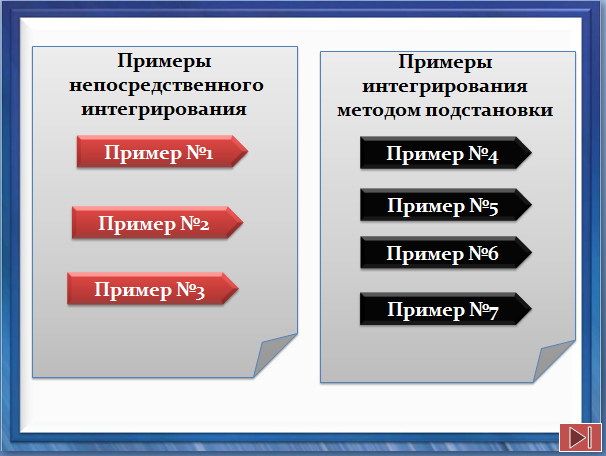 Примеры
непосредственного
интегрирования
Пример №1
Пример №2
Пример №3
Примеры
интегрирования
методом подстановки
Пример №4
Пример №5
Пример №6
Пример №7